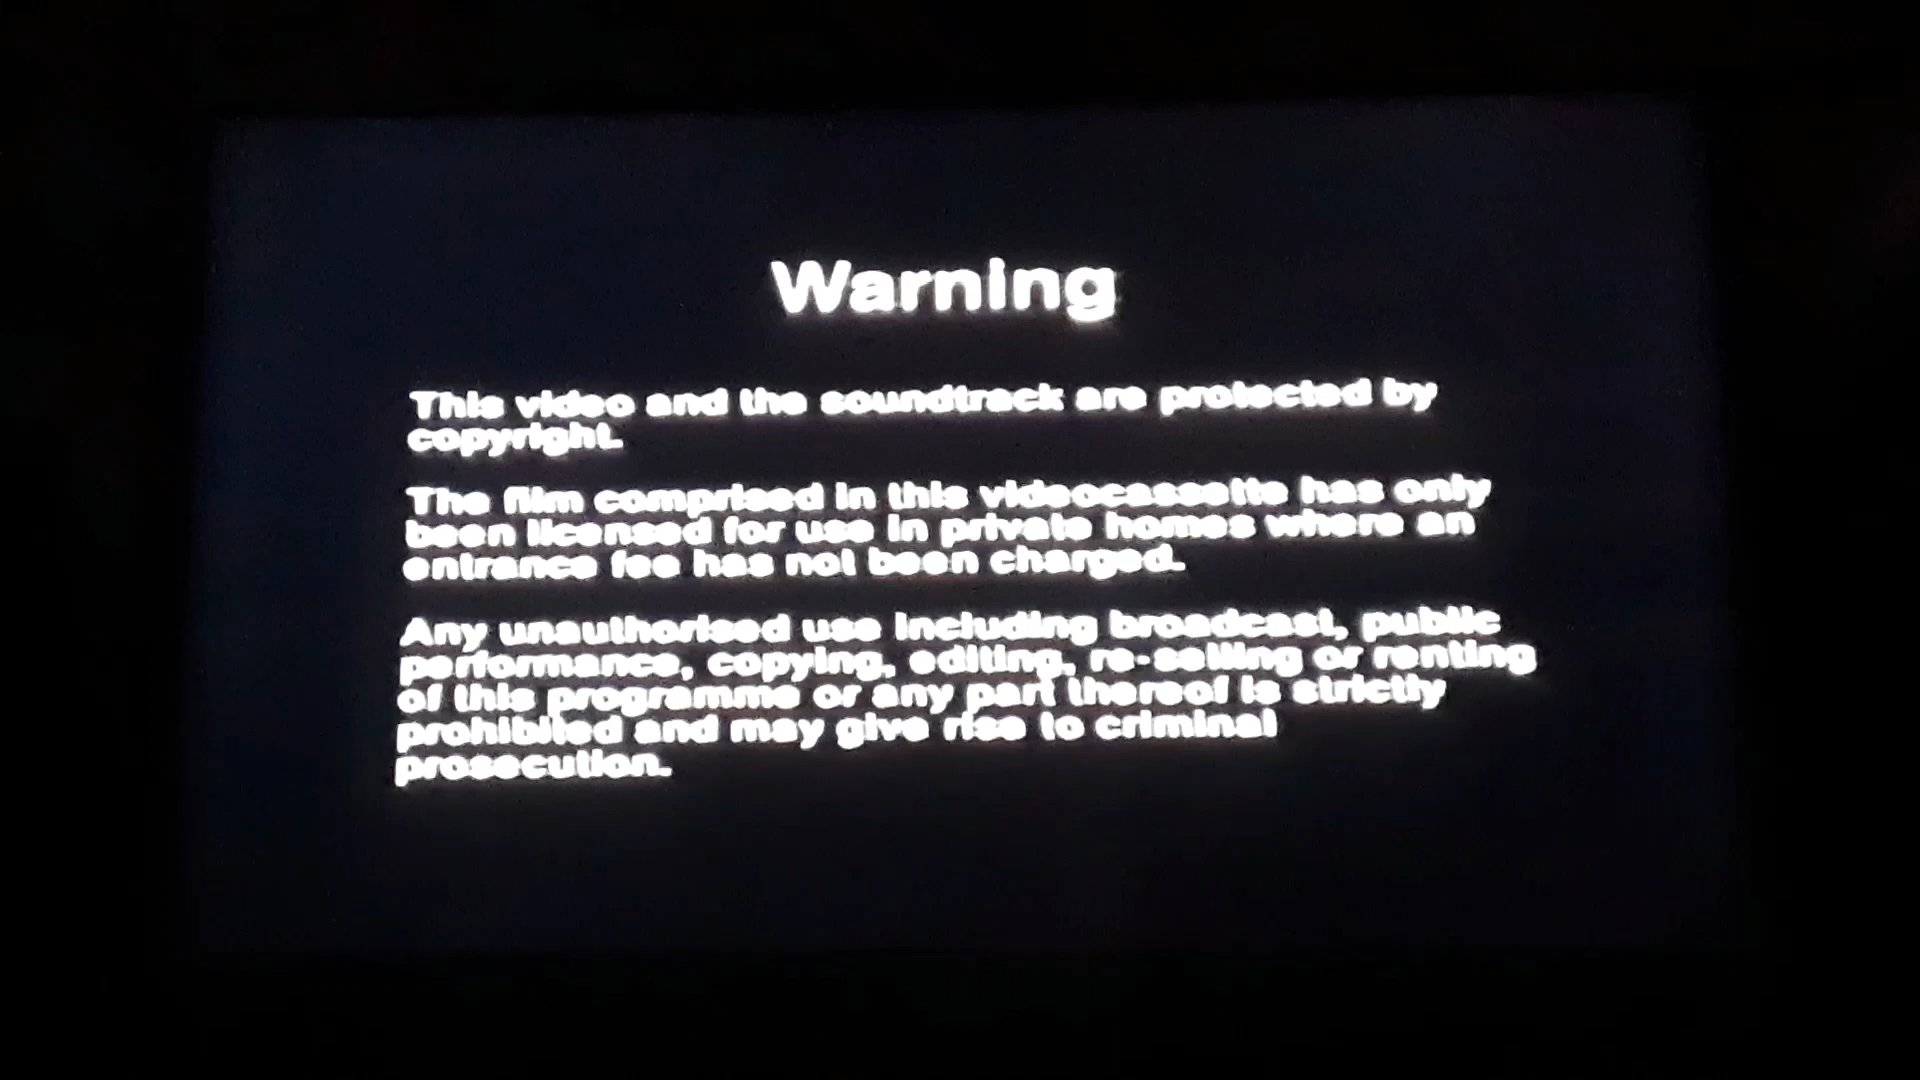 Warning
This video and the soundtrack are protected by
copyright.
The film comprised in this videocassette has only
been licensed for use in private homes where an
entrance fee has not been charged.
Any unauthorised use including broadcast, public
performance, copying, editing, re-selling or renting
of this programme or any part thereof is strictly
prohibited and may give rise to criminal
prosecution.